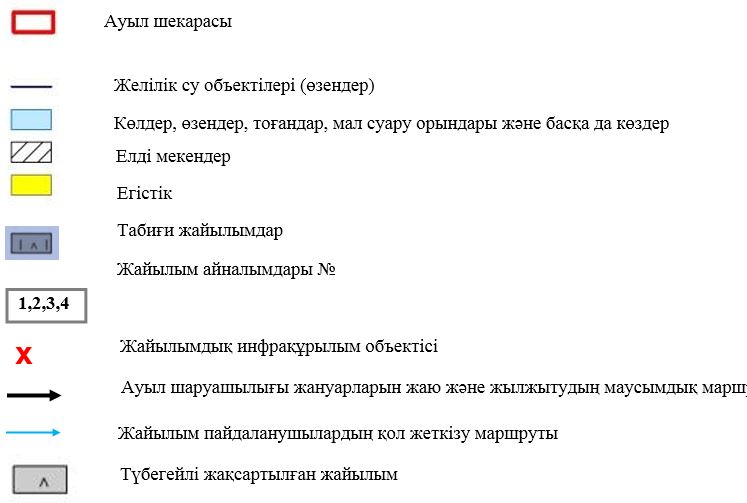 Ауыл шекарасы
Желілік су объектілері (өзендер)
Көлдер, өзендер, тоғандар, мал суару орындары және басқа да көздер
Елді мекендер
Егістік
Табиғи жайылымдар
Жайылым айналымдары №
1,2,3,4
Х
Жайылымдық инфрақұрылым объектісі
Ауыл шаруашылығы жануарларын жаю және жылжытудың маусымдық
Жайылым пайдаланушылардың қол жеткізу маршруты
Түбегейлі жақсартылған жайылым